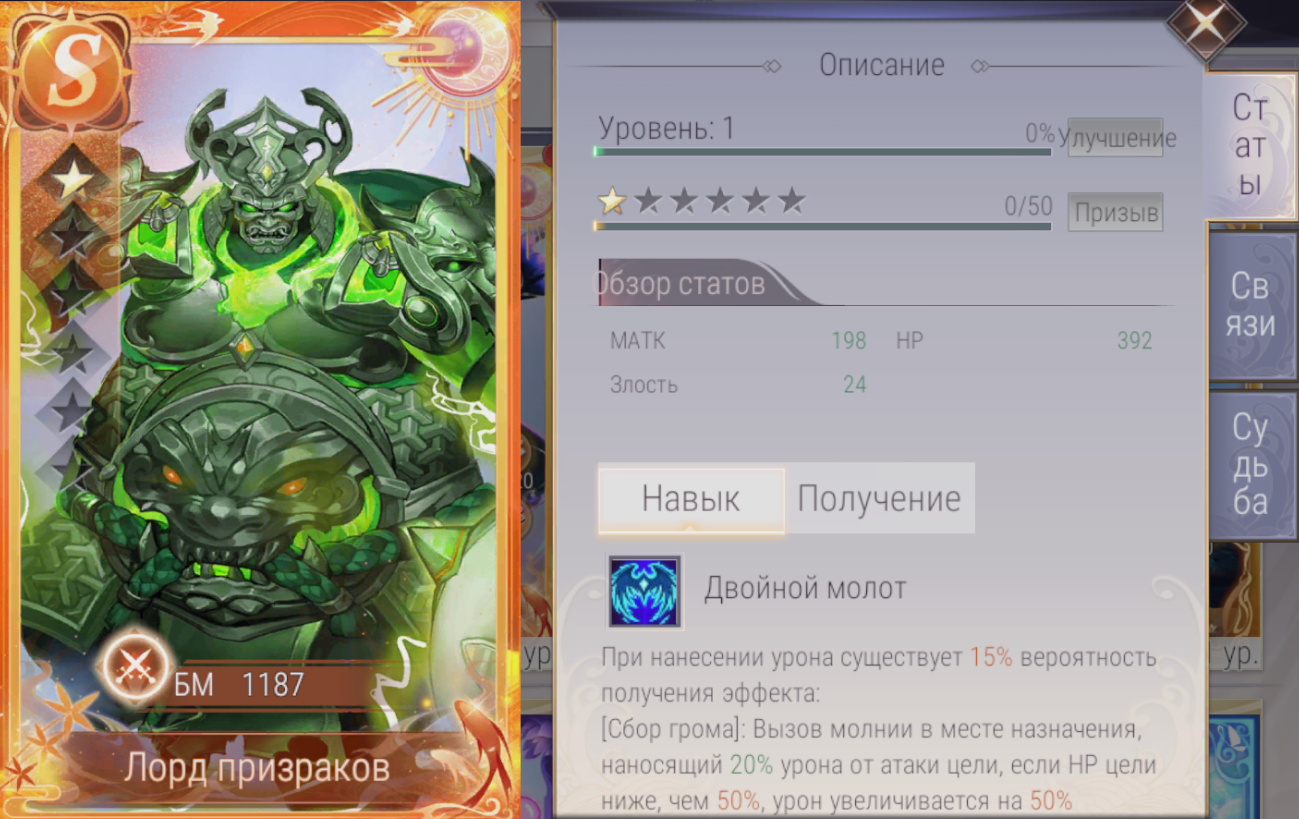 S
БМ 1187
Лорд призраков
Описание
Уровень: 1
0%
Улучшение
0/50
Призыв
Обзор статов
МАТК 198 HP 392
Злость 24
Навык Получение
Двойной молот
При нанесении урона существует 15% вероятность
получения эффекта:
[Сбор грома]: Вызов молнии в месте назначения,
наносящий 20% урона от атаки цели, если HP цели
ниже, чем 50%, урон увеличивается на 50%
Ст
ат
ы
Св
язи
Су
дь
ба
ур.